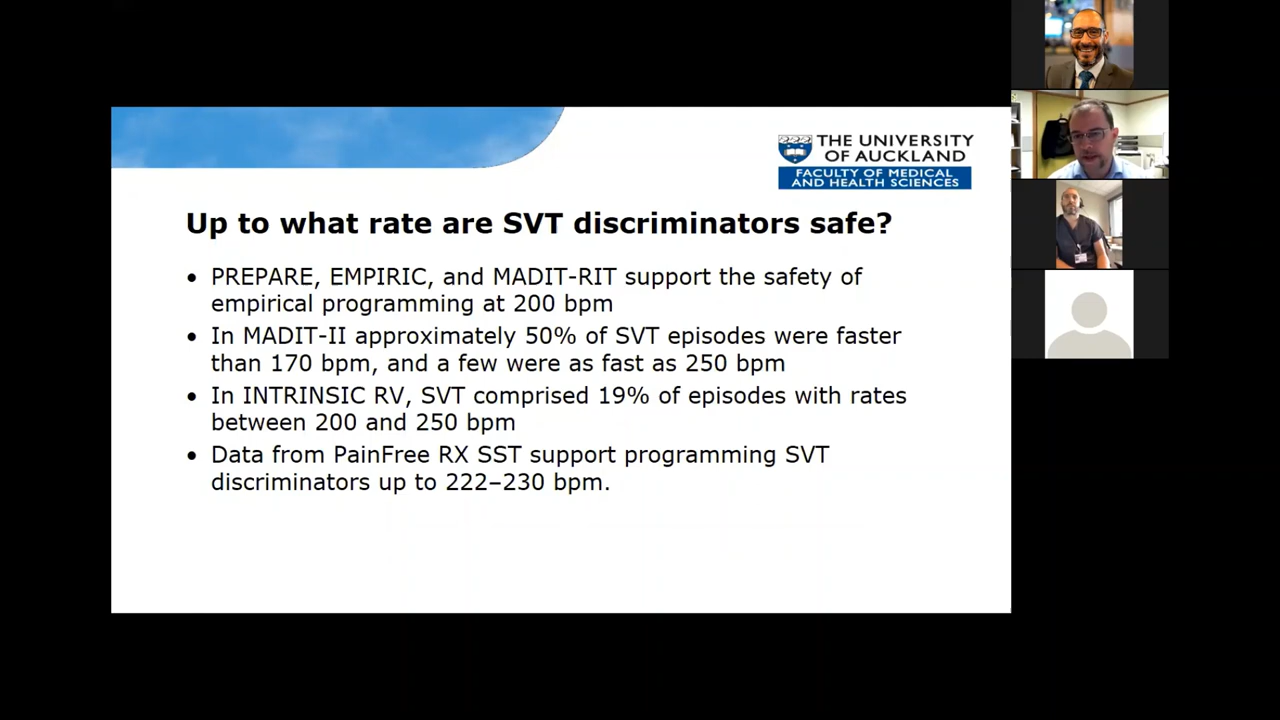 THE UNIVERSITY
OF AUCKLAND
FACULTY OF MEDICAL
AND HEALTH SCIENCES
Up to what rate are SVT discriminators safe?
• PREPARE, EMPIRIC, and MADIT-RIT support the safety of
empirical programming at 200 bpm
• In MADIT-II approximately 50% of SVT episodes were faster
than 170 bpm, and a few were as fast as 250 bpm
• In INTRINSIC RV, SVT comprised 19% of episodes with rates
between 200 and 250 bpm
• Data from PainFree RX SST support programming SVT
discriminators up to 222–230 bpm.